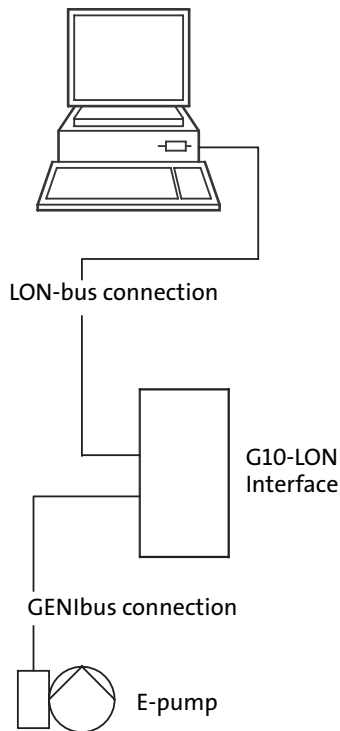 LON-bus connection
G10-LON
Interface
GENIbus connection
E-pump